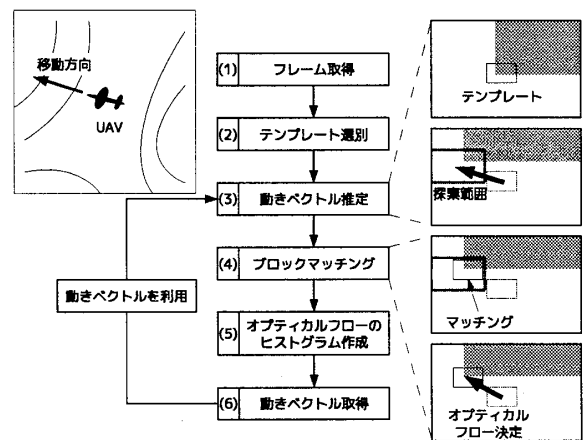 移動方向
UAV
(1) フレーム取得
(2) テンプレート選別
(3) 動きベクトル推定
(4) ブロックマッチング
(5) オプティカルフローの
ヒストグラム作成
(6) 動きベクトル取得
動きベクトルを利用
テンプレート
探索範囲
マッチング
オプティカル
フロー決定